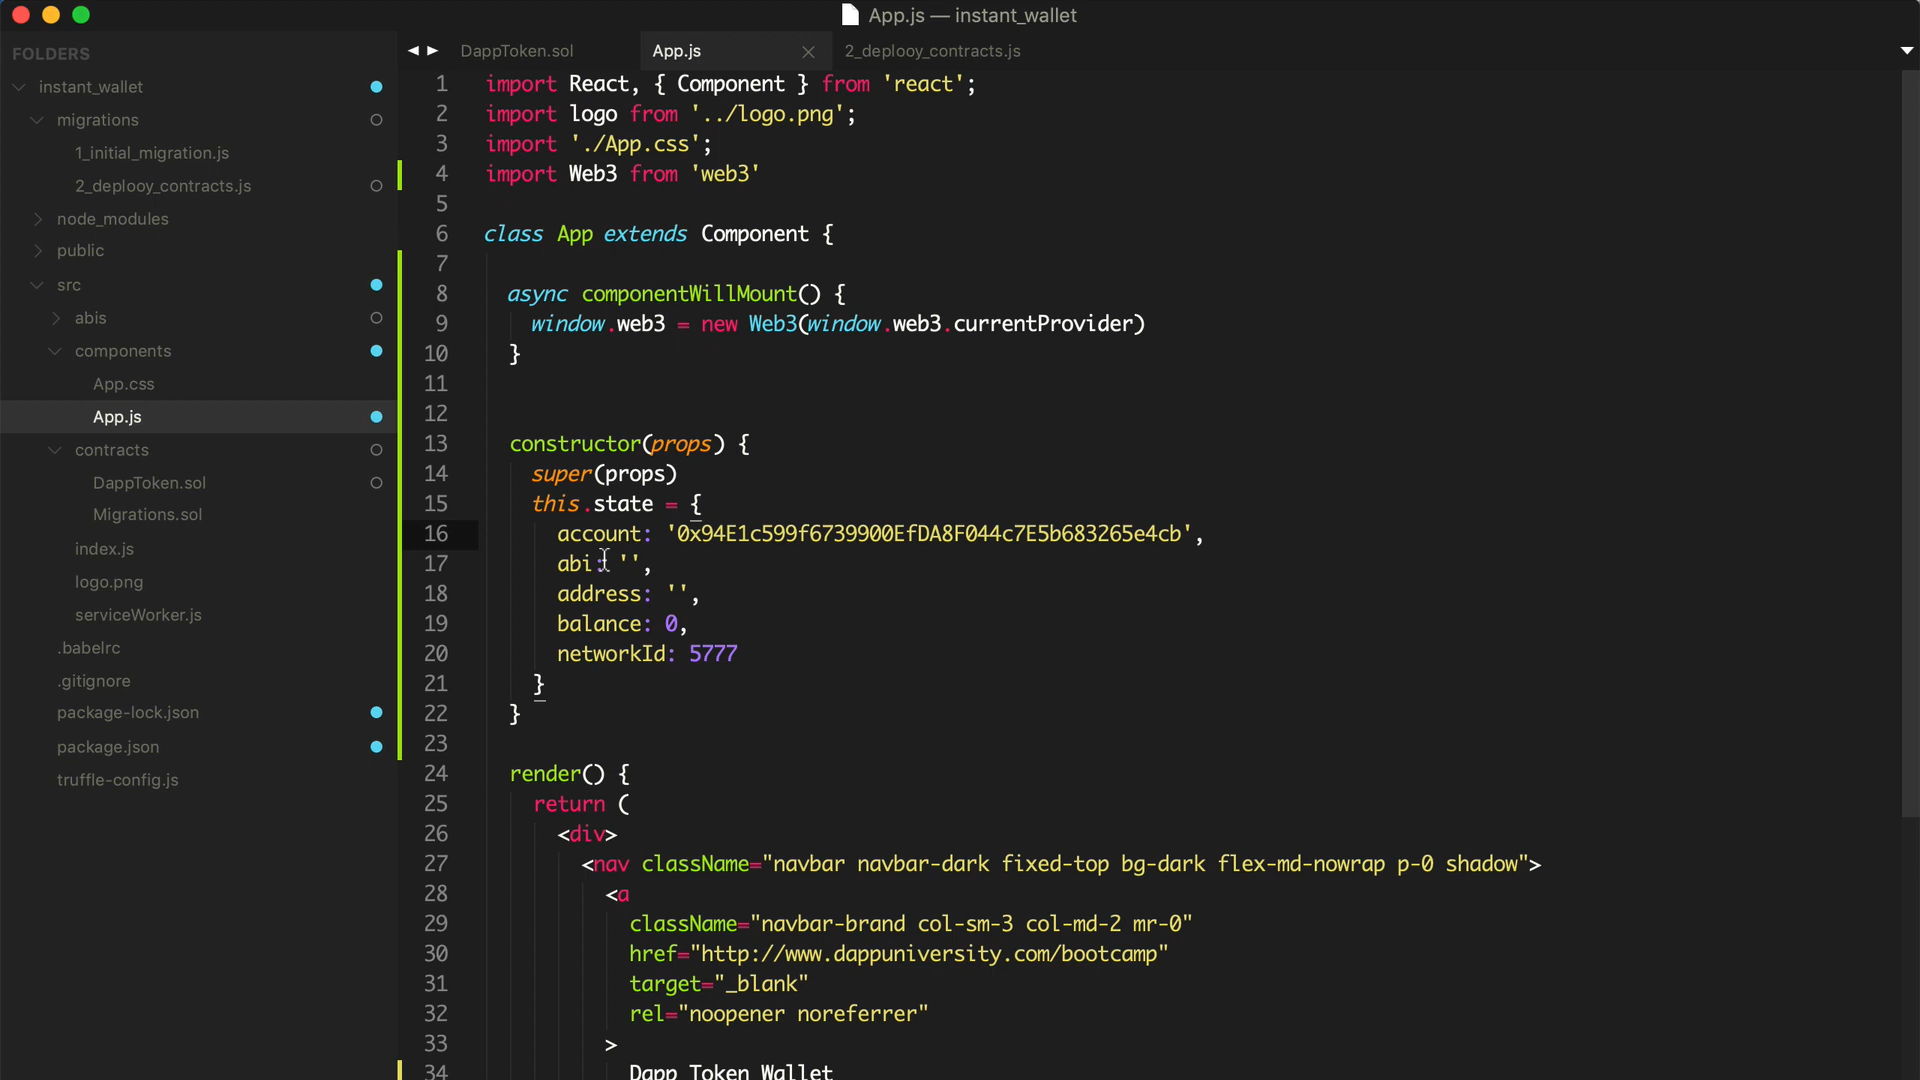 App.js — instant_wallet
FOLDERS
instant_wallet
migrations
1_initial_migration.js
2_deplooy_contracts.js
node_modules
public
src
abis
components
App.css
App.js
contracts
DappToken.sol
Migrations.sol
index.js
logo.png
serviceWorker.js
.babelrc
.gitignore
package-lock.json
package.json
truffle-config.js
DappToken.sol App.js 2_deplooy_contracts.js
1 import React, { Component } from 'react';
2 import logo from '../logo.png';
3 import './App.css';
4 import Web3 from 'web3'
5
6 class App extends Component {
7
8 async componentWillMount() {
9 window.web3 = new Web3(window.web3.currentProvider)
10 }
11
12
13 constructor(props) {
14 super(props)
15 this.state = {
16 account: '0x94E1c599f6739900EfDA8F044c7E5b683265e4cb',
17 abi: '',
18 address: '',
19 balance: 0,
20 networkId: 5777
21 }
22 }
23
24 render() {
25 return (
26 <div>
27 <nav className="navbar navbar-dark fixed-top bg-dark flex-md-nowrap p-0 shadow">
28 <a
29 className="navbar-brand col-sm-3 col-md-2 mr-0"
30 href="http://www.dappuniversity.com/bootcamp"
31 target="_blank"
32 rel="noopener noreferrer"
33 >
34 Dapp Token Wallet